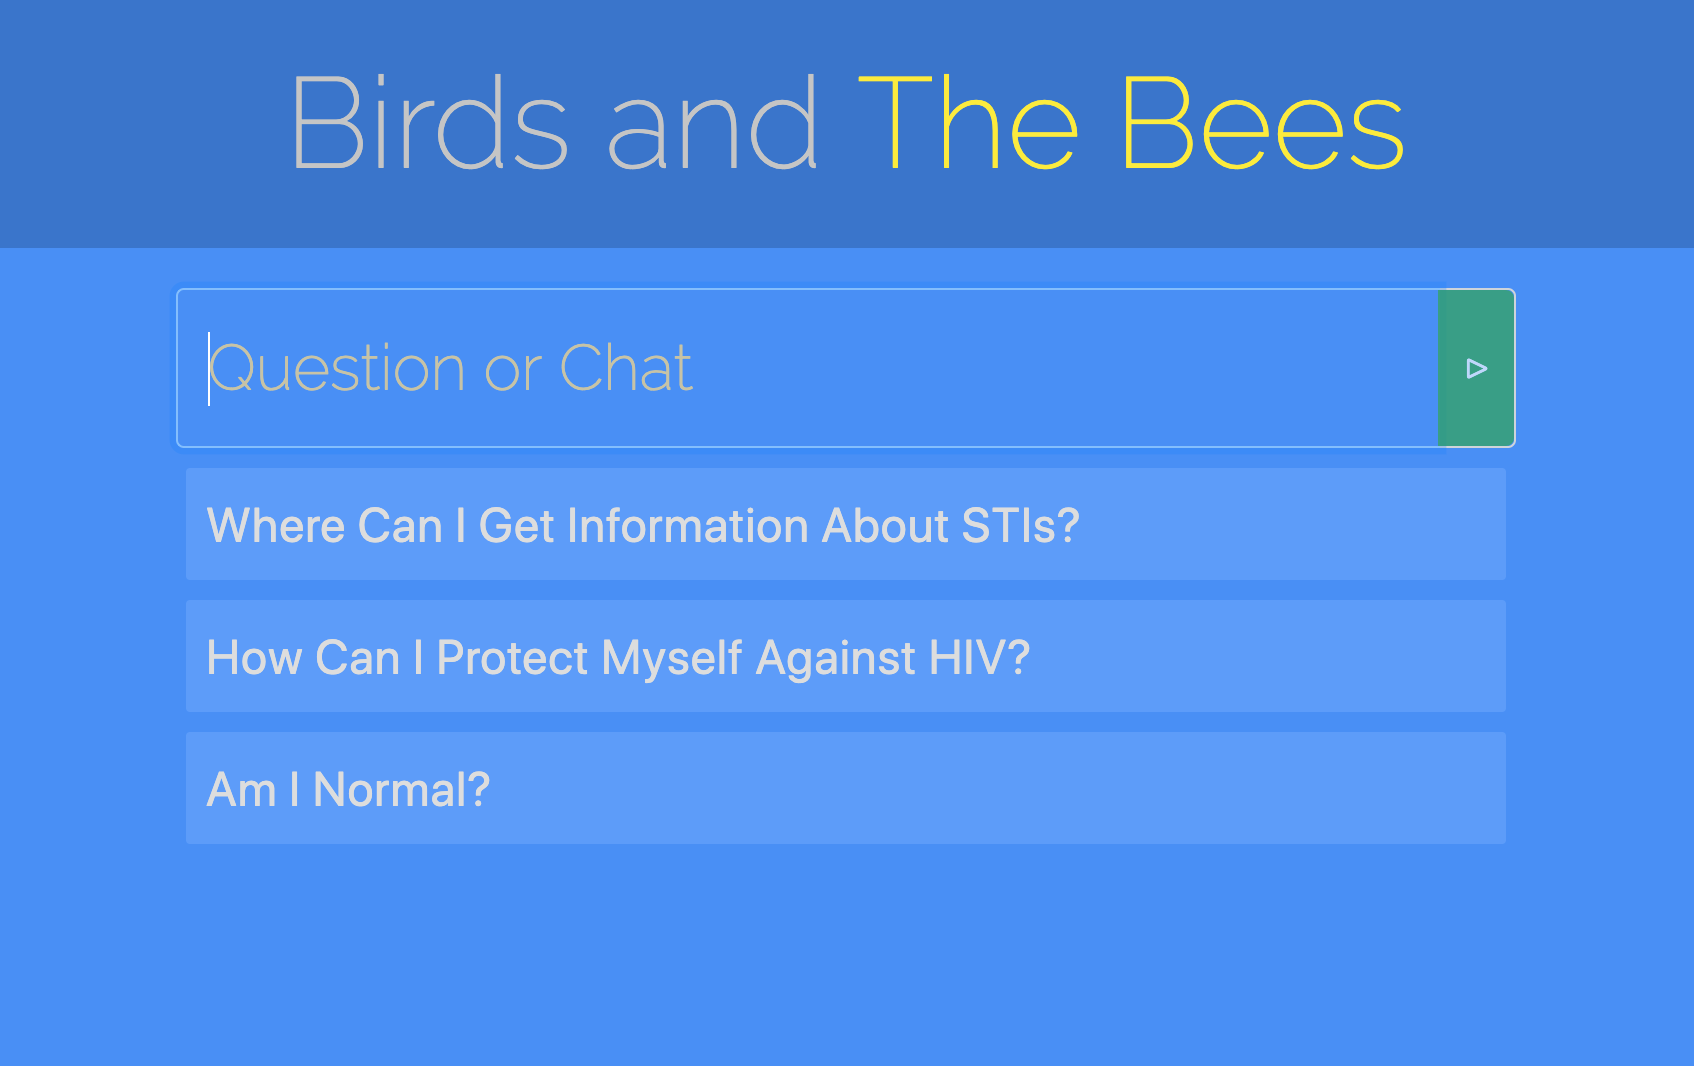 Birds and The Bees
Question or Chat
Where Can I Get Information About STIs?
How Can I Protect Myself Against HIV?
Am I Normal?